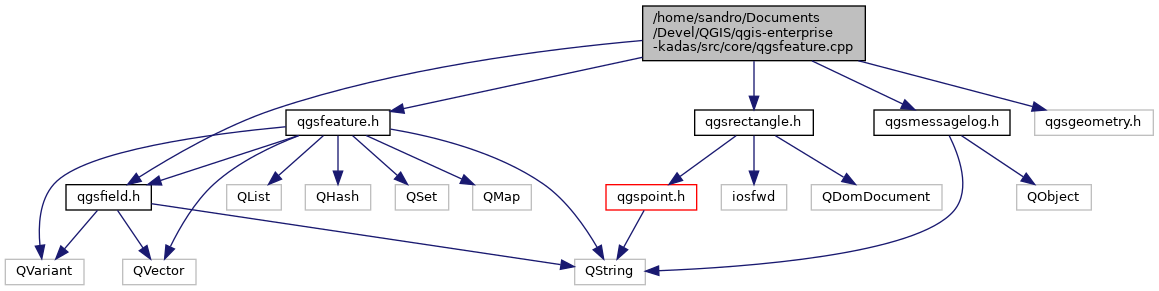 /home/sandro/Documents
/Devel/QGIS/qgis-enterprise
-kadas/src/core/qgsfeature.cpp
qgsfeature.h
qgsrectangle.h
qgsmessagelog.h
qgsgeometry.h
qgsfield.h
QList
QHash
QSet
QMap
qgspoint.h
iosfwd
QDomDocument
QObject
QVariant
QVector
QString